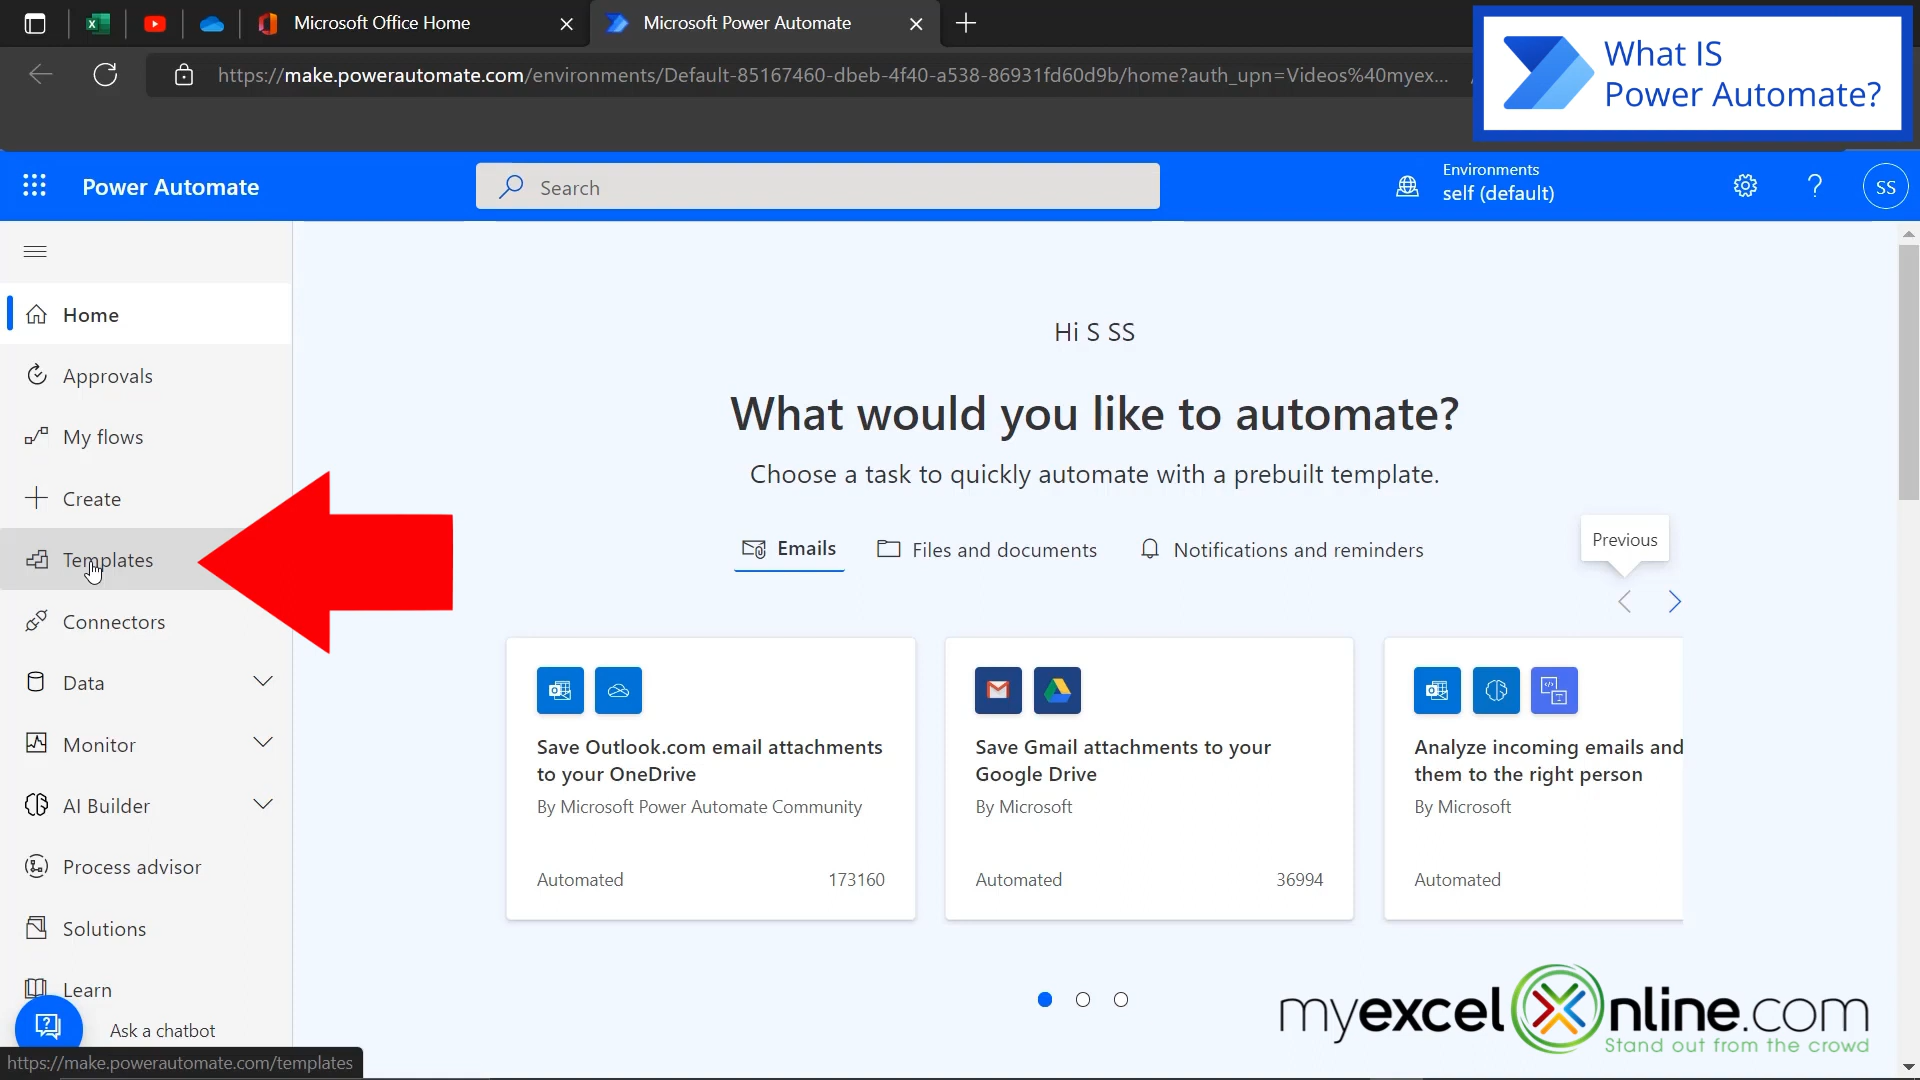 Microsoft Office Home
Microsoft Power Automate
What IS
Power Automate?
https://make.powerautomate.com/environments/Default-85167460-dbeb-4f40-a538-86931fd60d9b/home?auth_upn=Videos%40myex...
Power Automate
Search
Environments
self (default)
SS
Home
Approvals
My flows
Create
Templates
Connectors
Data
Monitor
AI Builder
Process advisor
Solutions
Learn
Ask a chatbot
https://make.powerautomate.com/templates
Hi S SS
What would you like to automate?
Choose a task to quickly automate with a prebuilt template.
Emails
Files and documents
Notifications and reminders
Previous
Save Outlook.com email attachments
to your OneDrive
By Microsoft Power Automate Community
Automated
173160
Save Gmail attachments to your
Google Drive
By Microsoft
Automated
36994
Analyze incoming emails and
them to the right person
By Microsoft
Automated
myexcelOnline.com
Stand out from the crowd